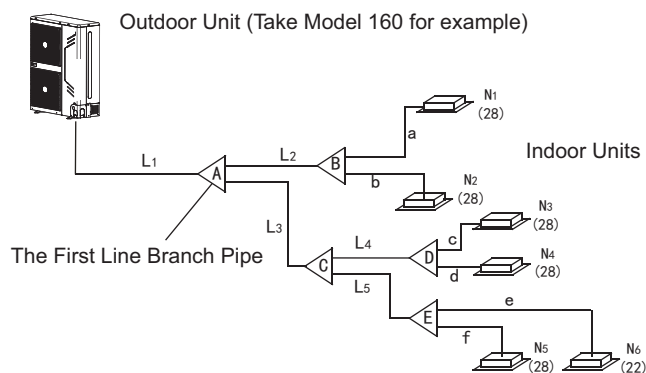 Outdoor Unit (Take Model 160 for example)
N1
(28)
a
L1
A
L2
B
b
N2
(28)
Indoor Units
L3
The First Line Branch Pipe
C
L4
D
c
N3
(28)
d
N4
(28)
L5
E
e
f
N5
(28)
N6
(22)